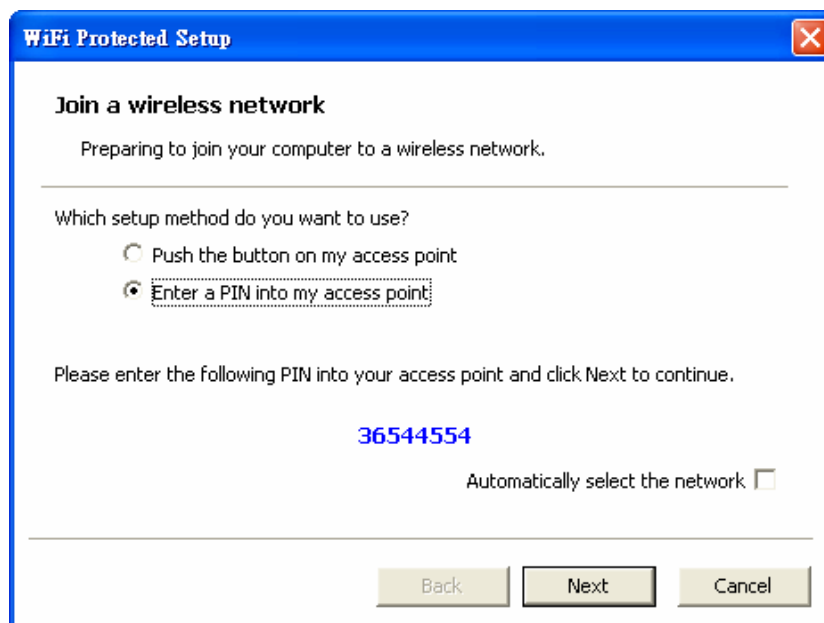 WiFi Protected Setup
Join a wireless network
Preparing to join your computer to a wireless network.
Which setup method do you want to use?
Push the button on my access point
Enter a PIN into my access point
Please enter the following PIN into your access point and click Next to continue.
36544554
Automatically select the network
Back Next Cancel